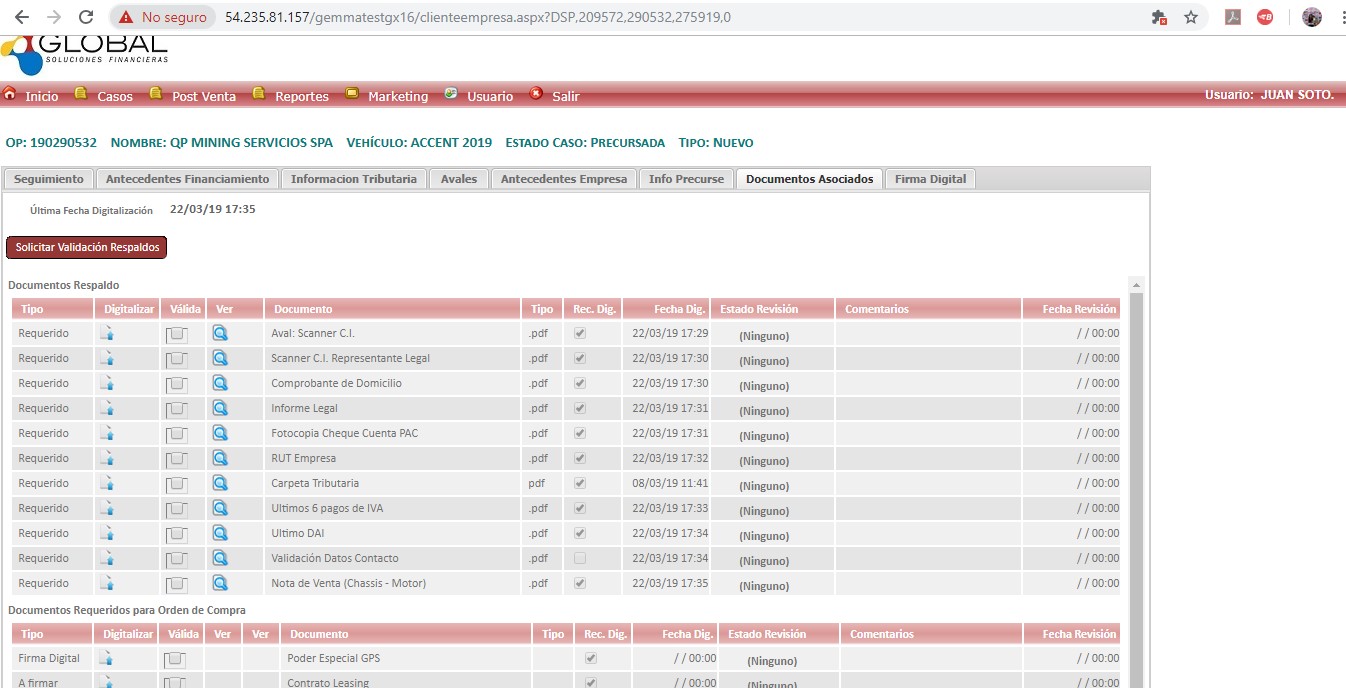 No seguro 54.235.81.157/gemmatestgx16/clienteempresa.aspx?DSP,209572,290532,275919,0
GLOBAL
SOLUCIONES FINANCIERAS
Inicio Casos Post Venta Reportes Marketing Usuario Salir Usuario: JUAN SOTO.
OP: 190290532 NOMBRE: QP MINING SERVICIOS SPA VEHÍCULO: ACCENT 2019 ESTADO CASO: PRECURSADA TIPO: NUEVO
Seguimiento Antecedentes Financiamiento Informacion Tributaria Avales Antecedentes Empresa Info Precurse Documentos Asociados Firma Digital
Última Fecha Digitalización 22/03/19 17:35
Solicitar Validación Respaldos
Documentos Respaldo
Tipo Digitalizar Válida Ver Documento Tipo Rec. Dig. Fecha Dig. Estado Revisión Comentarios Fecha Revisión
Requerido Aval: Scanner C.I. .pdf 22/03/19 17:29 (Ninguno) / / 00:00
Requerido Scanner C.I. Representante Legal .pdf 22/03/19 17:30 (Ninguno) / / 00:00
Requerido Comprobante de Domicilio .pdf 22/03/19 17:30 (Ninguno) / / 00:00
Requerido Informe Legal .pdf 22/03/19 17:31 (Ninguno) / / 00:00
Requerido Fotocopia Cheque Cuenta PAC .pdf 22/03/19 17:31 (Ninguno) / / 00:00
Requerido RUT Empresa .pdf 22/03/19 17:32 (Ninguno) / / 00:00
Requerido Carpeta Tributaria pdf 08/03/19 11:41 (Ninguno) / / 00:00
Requerido Ultimos 6 pagos de IVA .pdf 22/03/19 17:33 (Ninguno) / / 00:00
Requerido Ultimo DAI .pdf 22/03/19 17:34 (Ninguno) / / 00:00
Requerido Validación Datos Contacto .pdf 22/03/19 17:34 (Ninguno) / / 00:00
Requerido Nota de Venta (Chassis - Motor) .pdf 22/03/19 17:35 (Ninguno) / / 00:00
Documentos Requeridos para Orden de Compra
Tipo Digitalizar Válida Ver Ver Documento Tipo Rec. Dig. Fecha Dig. Estado Revisión Comentarios Fecha Revisión
Firma Digital Poder Especial GPS / / 00:00 (Ninguno) / / 00:00
A firmar Contrato Leasing / / 00:00 (Ninguno) / / 00:00